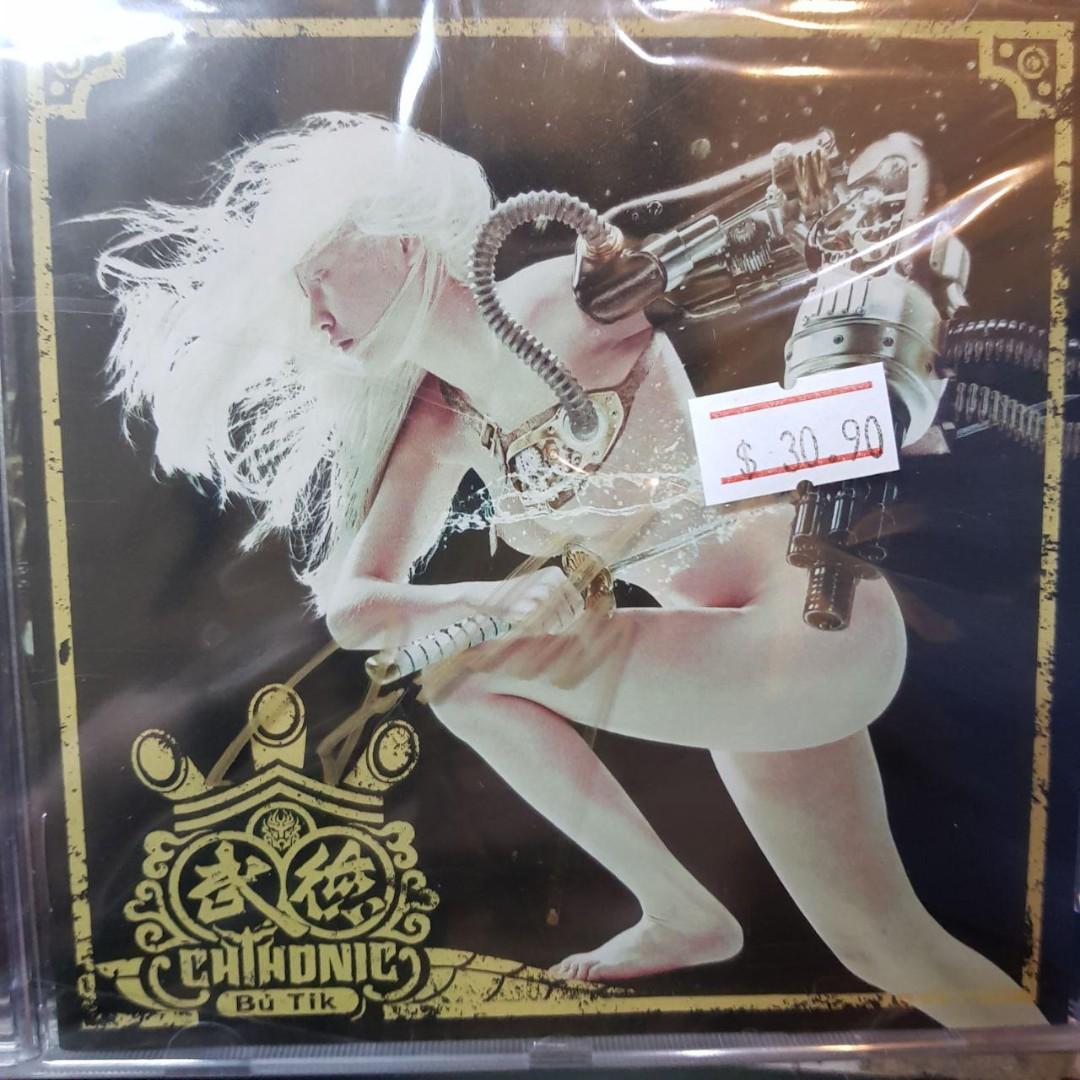 $ 30.90
武德
CHTHONIC
Bú Tik